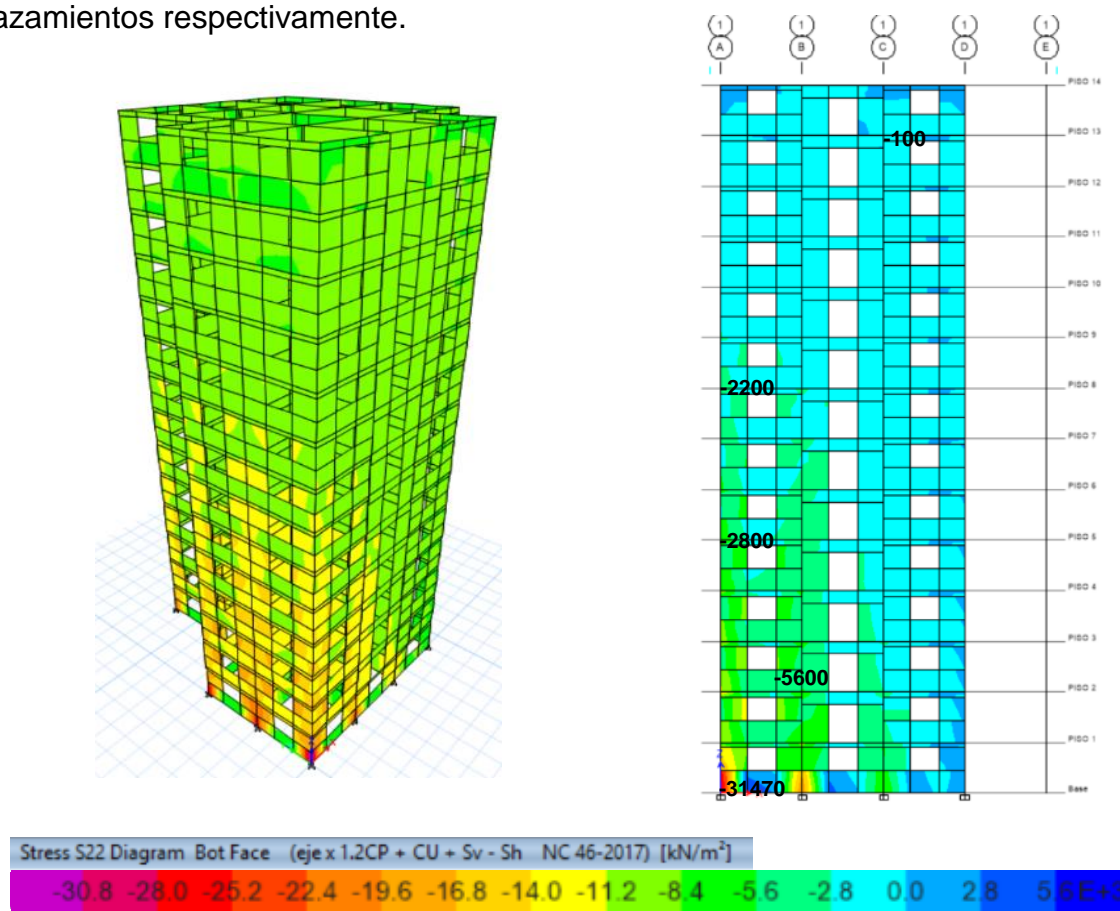 azamientos respectivamente.
1 1 1 1 1
A B C D E
PISO 14
PISO 13
-100
PISO 12
PISO 11
PISO 10
PISO 9
PISO 8
-2200
PISO 7
PISO 6
PISO 5
-2800
PISO 4
PISO 3
-5600
PISO 2
PISO 1
Z
Base
-31470
Stress S22 Diagram Bot Face (eje x 1.2CP + CU + Sv - Sh NC 46-2017) [kN/m²]
-30.8 -28.0 -25.2 -22.4 -19.6 -16.8 -14.0 -11.2 -8.4 -5.6 -2.8 0.0 2.8